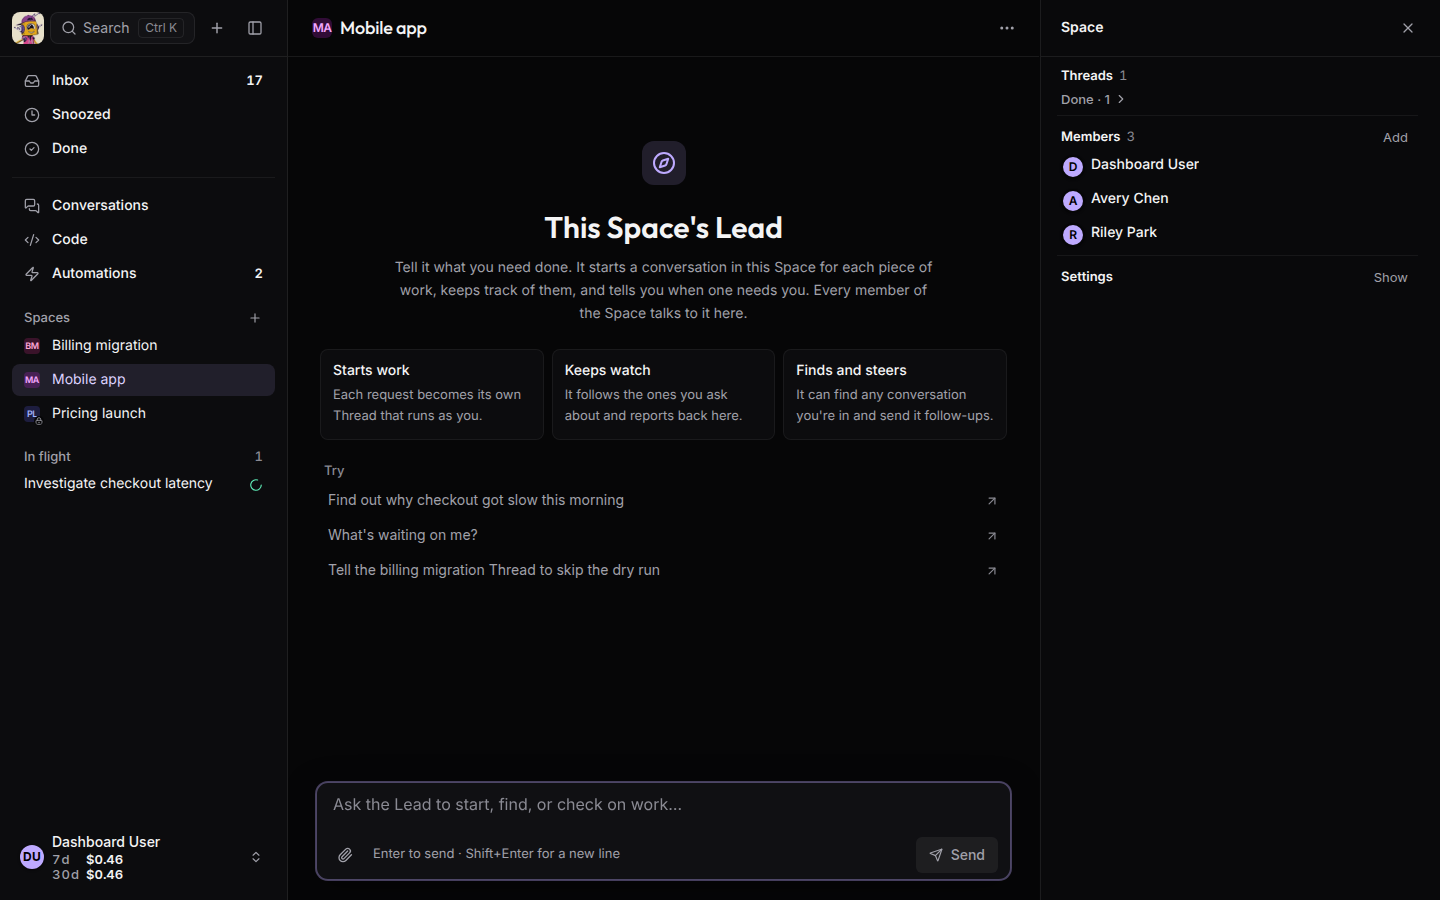 Search Ctrl K
Inbox 17
Snoozed
Done
Conversations
Code
Automations 2
Spaces
BM Billing migration
MA Mobile app
PL Pricing launch
In flight 1
Investigate checkout latency
DU Dashboard User
7d $0.46
30d $0.46
MA Mobile app
This Space's Lead
Tell it what you need done. It starts a conversation in this Space for each piece of
work, keeps track of them, and tells you when one needs you. Every member of
the Space talks to it here.
Starts work
Each request becomes its own
Thread that runs as you.
Keeps watch
It follows the ones you ask
about and reports back here.
Finds and steers
It can find any conversation
you're in and send it follow-ups.
Try
Find out why checkout got slow this morning
What's waiting on me?
Tell the billing migration Thread to skip the dry run
Ask the Lead to start, find, or check on work...
Enter to send · Shift+Enter for a new line
Send
Space
Threads 1
Done · 1
Members 3 Add
D Dashboard User
A Avery Chen
R Riley Park
Settings Show